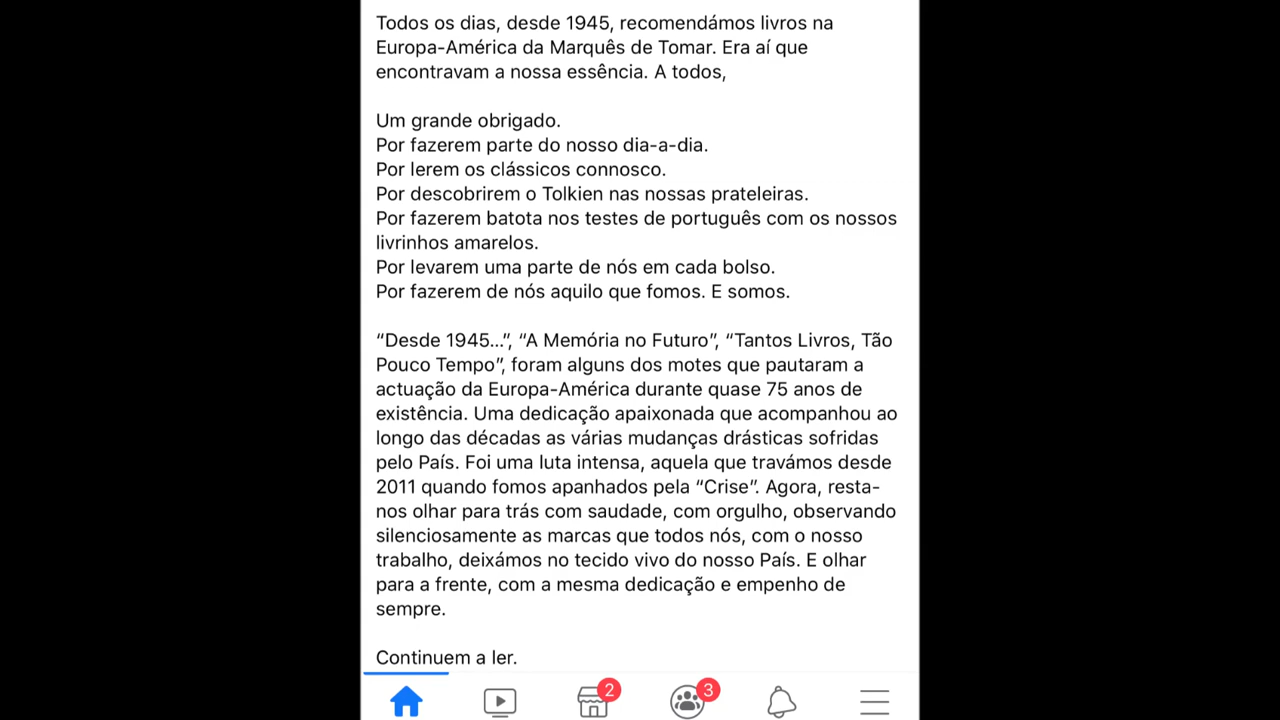 Todos os dias, desde 1945, recomendámos livros na
Europa-América da Marquês de Tomar. Era aí que
encontravam a nossa essência. A todos,
Um grande obrigado.
Por fazerem parte do nosso dia-a-dia.
Por lerem os clássicos connosco.
Por descobrirem o Tolkien nas nossas prateleiras.
Por fazerem batota nos testes de português com os nossos
livrinhos amarelos.
Por levarem uma parte de nós em cada bolso.
Por fazerem de nós aquilo que fomos. E somos.
“Desde 1945...”, “A Memória no Futuro”, “Tantos Livros, Tão
Pouco Tempo”, foram alguns dos motes que pautaram a
actuação da Europa-América durante quase 75 anos de
existência. Uma dedicação apaixonada que acompanhou ao
longo das décadas as várias mudanças drásticas sofridas
pelo País. Foi uma luta intensa, aquela que travámos desde
2011 quando fomos apanhados pela “Crise”. Agora, resta-
nos olhar para trás com saudade, com orgulho, observando
silenciosamente as marcas que todos nós, com o nosso
trabalho, deixámos no tecido vivo do nosso País. E olhar
para a frente, com a mesma dedicação e empenho de
sempre.
Continuem a ler.
2
3